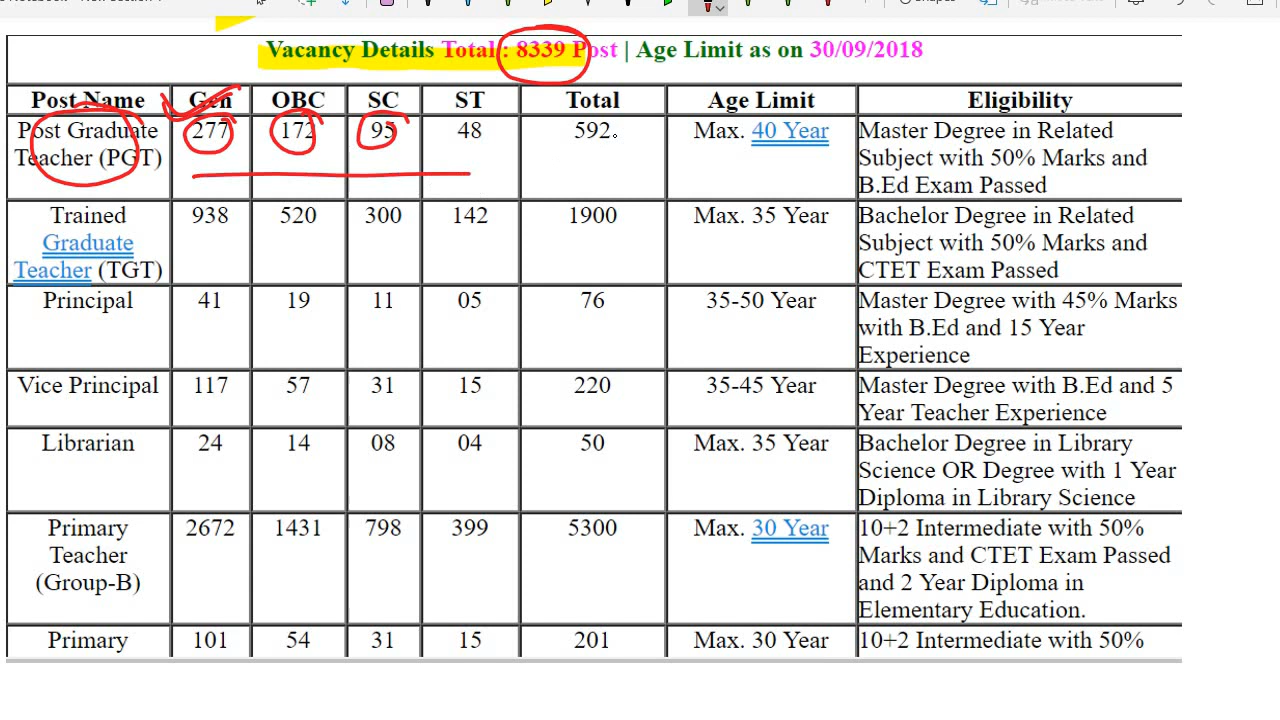 Vacancy Details Total : 8339 Post | Age Limit as on 30/09/2018
Post Name Gen OBC SC ST Total Age Limit Eligibility
Post Graduate 277 172 95 48 592 Max. 40 Year Master Degree in Related
Teacher (PGT) Subject with 50% Marks and
B.Ed Exam Passed
Trained 938 520 300 142 1900 Max. 35 Year Bachelor Degree in Related
Graduate Subject with 50% Marks and
Teacher (TGT) CTET Exam Passed
Principal 41 19 11 05 76 35-50 Year Master Degree with 45% Marks
with B.Ed and 15 Year
Experience
Vice Principal 117 57 31 15 220 35-45 Year Master Degree with B.Ed and 5
Year Teacher Experience
Librarian 24 14 08 04 50 Max. 35 Year Bachelor Degree in Library
Science OR Degree with 1 Year
Diploma in Library Science
Primary 2672 1431 798 399 5300 Max. 30 Year 10+2 Intermediate with 50%
Teacher Marks and CTET Exam Passed
(Group-B) and 2 Year Diploma in
Elementary Education.
Primary 101 54 31 15 201 Max. 30 Year 10+2 Intermediate with 50%